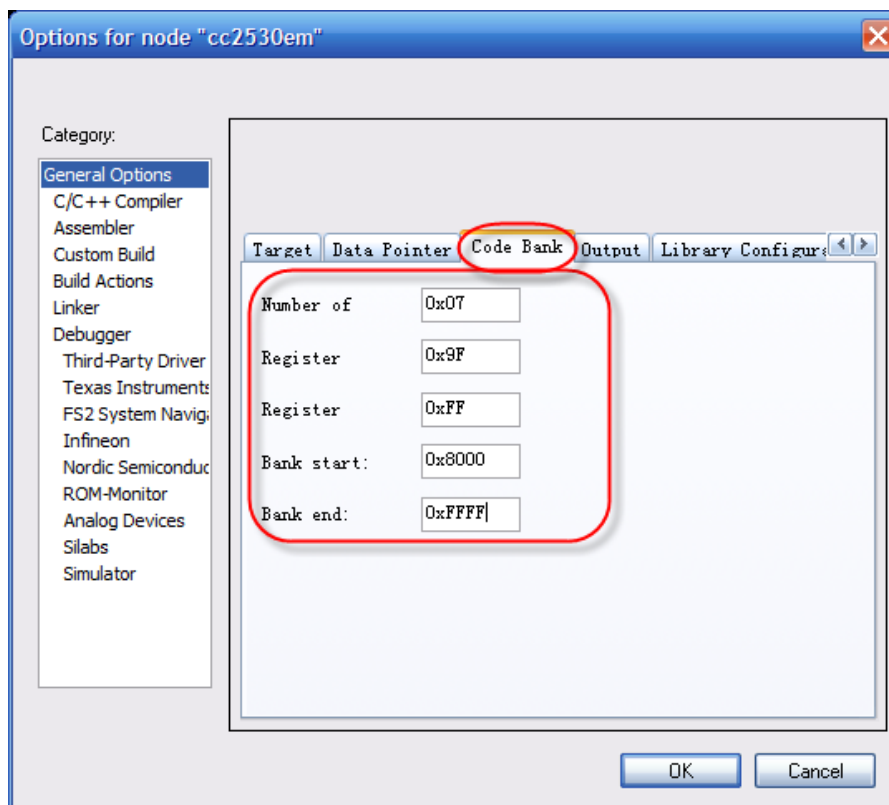 Options for node "cc2530em"
Category:
General Options
C/C++ Compiler
Assembler
Custom Build
Build Actions
Linker
Debugger
Third-Party Driver
Texas Instruments
FS2 System Navig
Infineon
Nordic Semiconduc
ROM-Monitor
Analog Devices
Silabs
Simulator
Target Data Pointer Code Bank Output Library Configur
Number of 0x07
Register 0x9F
Register 0xFF
Bank start: 0x8000
Bank end: 0xFFFF
OK Cancel